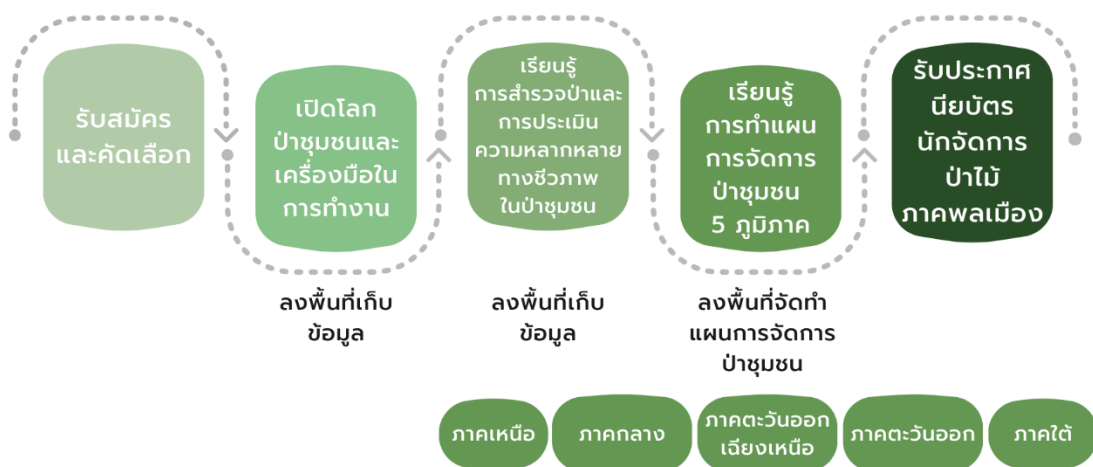 รับสมัคร
และคัดเลือก
เปิดโลก
ป่าชุมชนและ
เครื่องมือใน
การทำงาน
เรียนรู้
การสำรวจป่าและ
การประเมิน
ความหลากหลาย
ทางชีวภาพ
ในป่าชุมชน
เรียนรู้
การทำแผน
การจัดการ
ป่าชุมชน
5 ภูมิภาค
รับประกาศ
นียบัตร
นักจัดการ
ป่าไม้
ภาคพลเมือง
ลงพื้นที่เก็บ
ข้อมูล
ลงพื้นที่เก็บ
ข้อมูล
ลงพื้นที่จัดทำ
แผนการจัดการ
ป่าชุมชน
ภาคเหนือ
ภาคกลาง
ภาคตะวันออก
เฉียงเหนือ
ภาคตะวันออก
ภาคใต้